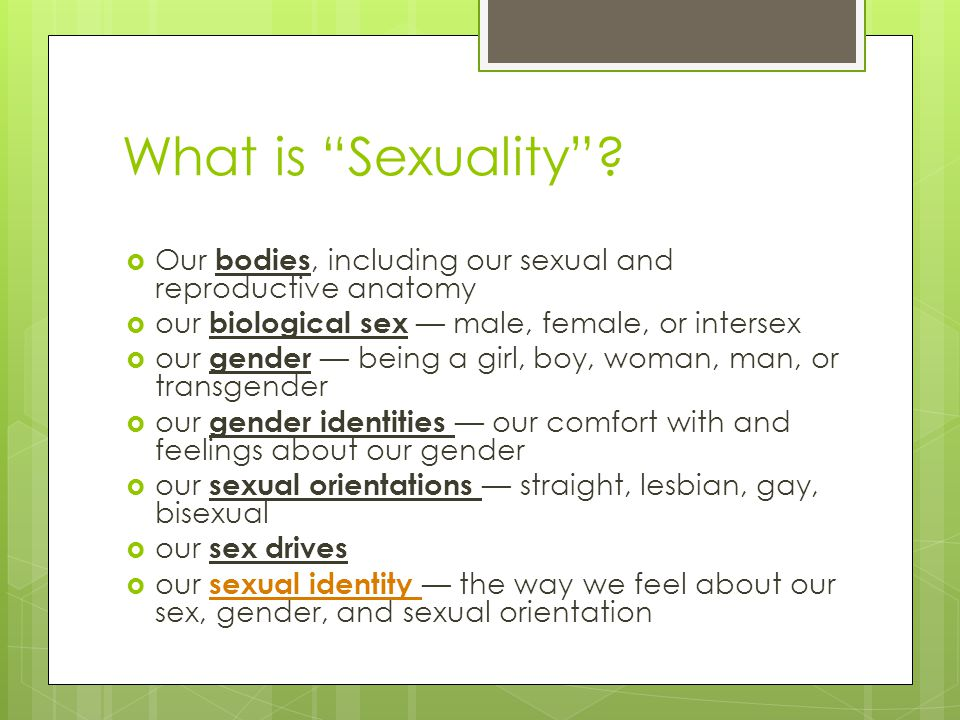 What is “Sexuality”?
Our bodies, including our sexual and
reproductive anatomy
our biological sex — male, female, or intersex
our gender — being a girl, boy, woman, man, or
transgender
our gender identities — our comfort with and
feelings about our gender
our sexual orientations — straight, lesbian, gay,
bisexual
our sex drives
our sexual identity — the way we feel about our
sex, gender, and sexual orientation